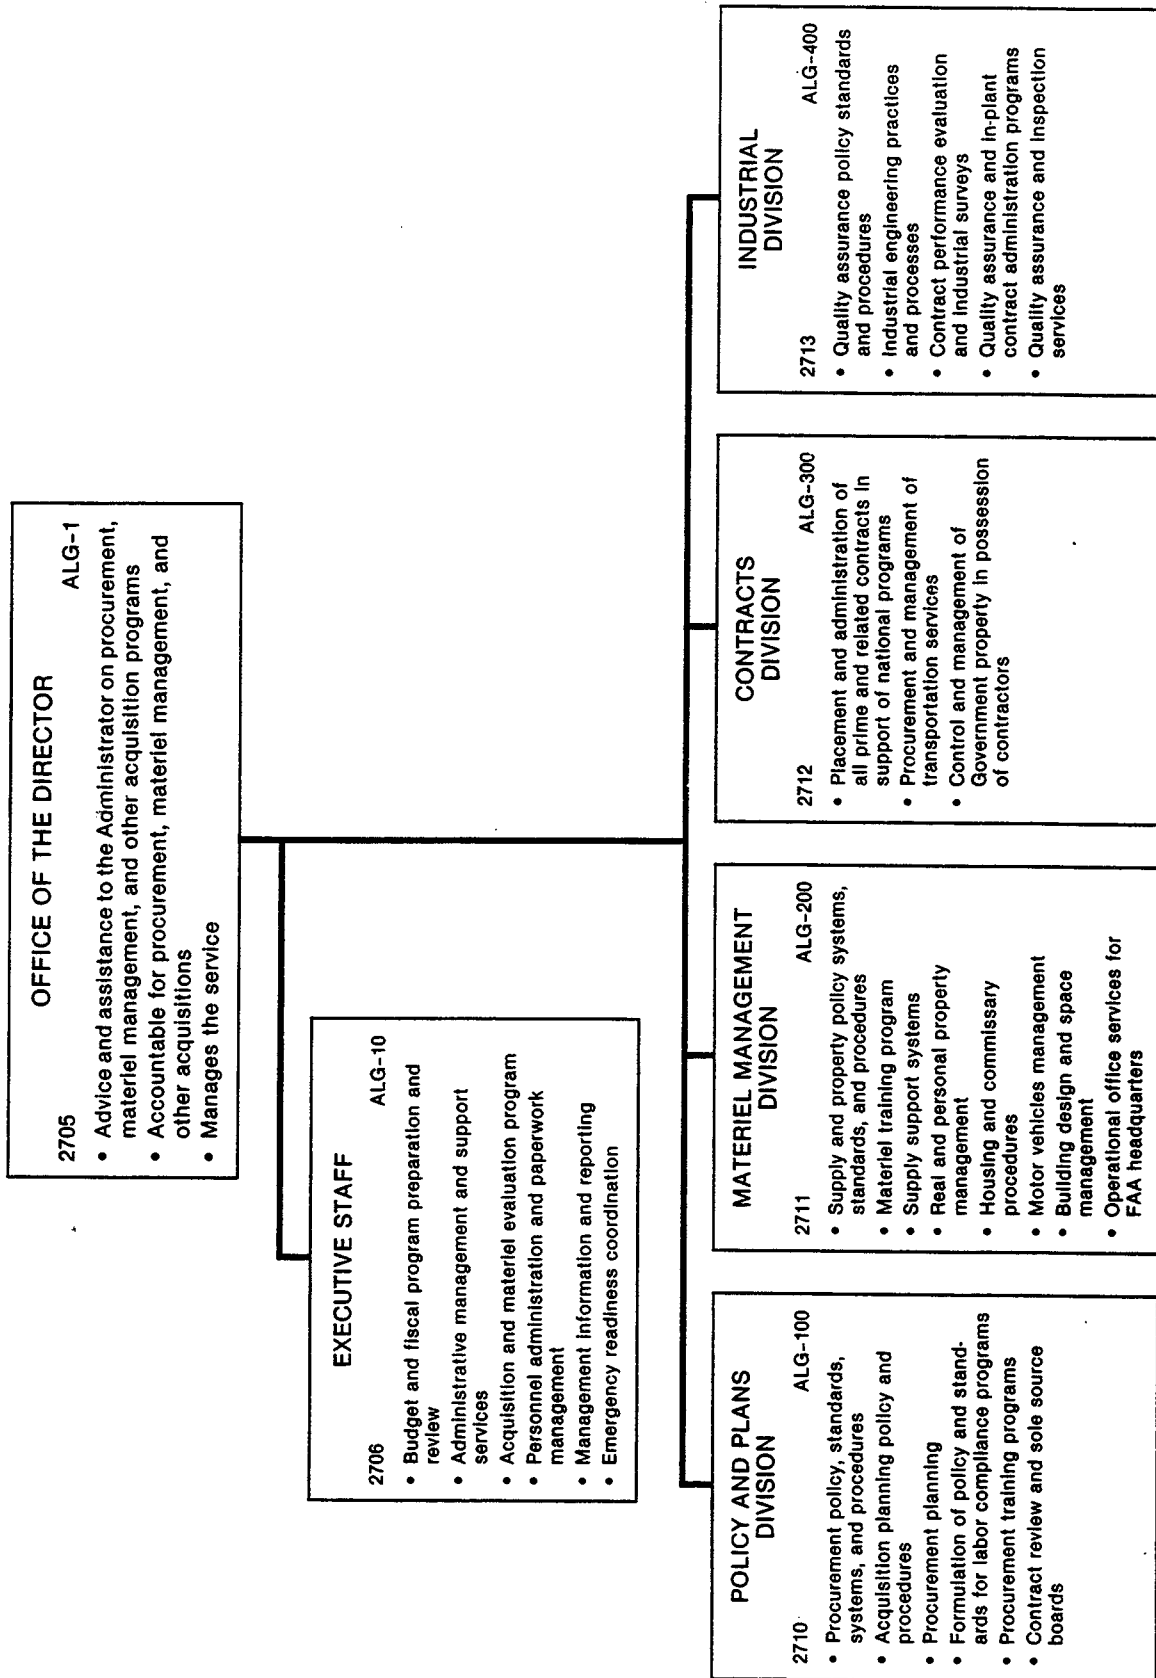 OFFICE OF THE DIRECTOR
2705 ALG-1
• Advice and assistance to the Administrator on procurement,
materiel management, and other acquisition programs
• Accountable for procurement, materiel management, and
other acquisitions
• Manages the service
EXECUTIVE STAFF
2706 ALG-10
• Budget and fiscal program preparation and
review
• Administrative management and support
services
• Acquisition and materiel evaluation program
• Personnel administration and paperwork
management
• Management information and reporting
• Emergency readiness coordination
POLICY AND PLANS
DIVISION
2710 ALG-100
• Procurement policy, standards,
systems, and procedures
• Acquisition planning policy and
procedures
• Procurement planning
• Formulation of policy and stand-
ards for labor compliance programs
• Procurement training programs
• Contract review and sole source
boards
MATERIEL MANAGEMENT
DIVISION
2711 ALG-200
• Supply and property policy systems,
standards, and procedures
• Materiel training program
• Supply support systems
• Real and personal property
management
• Housing and commissary
procedures
• Motor vehicles management
• Building design and space
management
• Operational office services for
FAA headquarters
CONTRACTS
DIVISION
2712 ALG-300
• Placement and administration of
all prime and related contracts in
support of national programs
• Procurement and management of
transportation services
• Control and management of
Government property in possession
of contractors
INDUSTRIAL
DIVISION
2713 ALG-400
• Quality assurance policy standards
and procedures
• Industrial engineering practices
and processes
• Contract performance evaluation
and industrial surveys
• Quality assurance and in-plant
contract administration programs
• Quality assurance and inspection
services